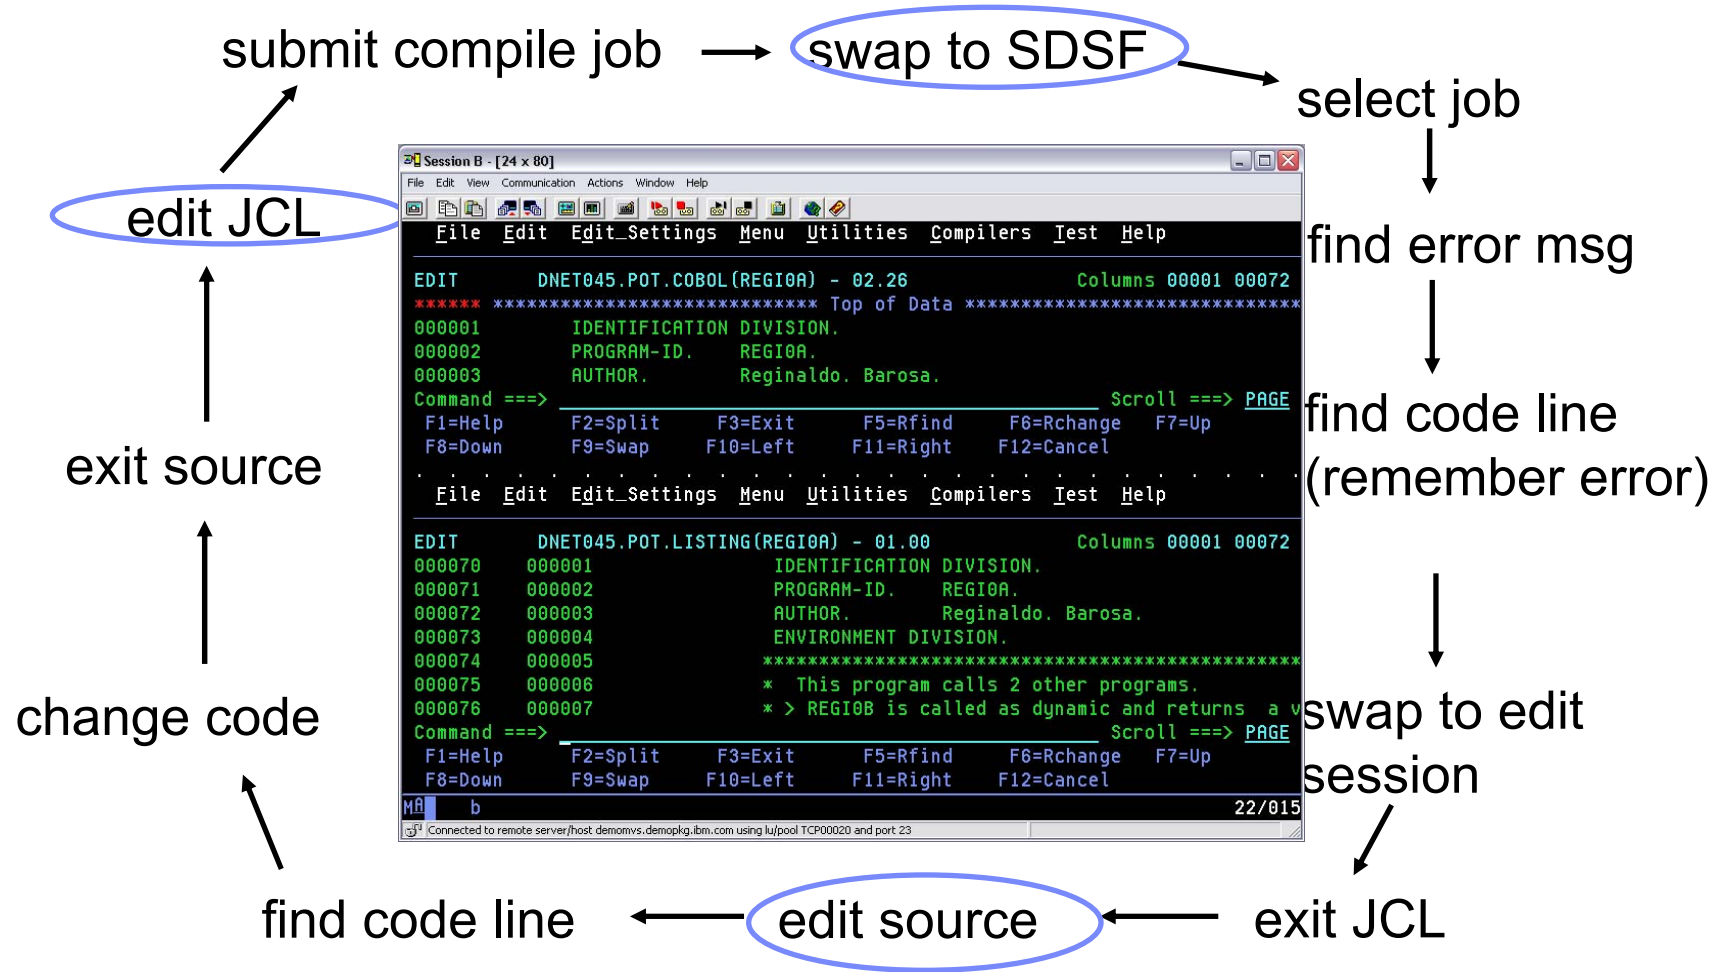 submit compile job
swap to SDSF
select job
find error msg
find code line
(remember error)
swap to edit
session
exit JCL
edit source
find code line
change code
exit source
edit JCL
Session B - [24 x 80]
File Edit View Communication Actions Window Help
File Edit Edit_Settings Menu Utilities Compilers Test Help
EDIT DNET045.POT.COBOL(REGI0A) - 02.26 Columns 00001 00072
****** ***************************** Top of Data ******************************
000001 IDENTIFICATION DIVISION.
000002 PROGRAM-ID. REGI0A.
000003 AUTHOR. Reginaldo. Barosa.
Command ===> Scroll ===> PAGE
F1=Help F2=Split F3=Exit F5=Rfind F6=Rchange F7=Up
F8=Down F9=Swap F10=Left F11=Right F12=Cancel
. . . . . . . . . . . . . . . . . . . . . . . . . . . . . . . . . . . . . . . .
File Edit Edit_Settings Menu Utilities Compilers Test Help
EDIT DNET045.POT.LISTING(REGI0A) - 01.00 Columns 00001 00072
000070 000001 IDENTIFICATION DIVISION.
000071 000002 PROGRAM-ID. REGI0A.
000072 000003 AUTHOR. Reginaldo. Barosa.
000073 000004 ENVIRONMENT DIVISION.
000074 000005 ************************************************
000075 000006 * This program calls 2 other programs.
000076 000007 * > REGI0B is called as dynamic and returns a v
Command ===> Scroll ===> PAGE
F1=Help F2=Split F3=Exit F5=Rfind F6=Rchange F7=Up
F8=Down F9=Swap F10=Left F11=Right F12=Cancel
MA b 22/015
Connected to remote server/host demomvs.demopkg.ibm.com using lu/pool TCP00020 and port 23